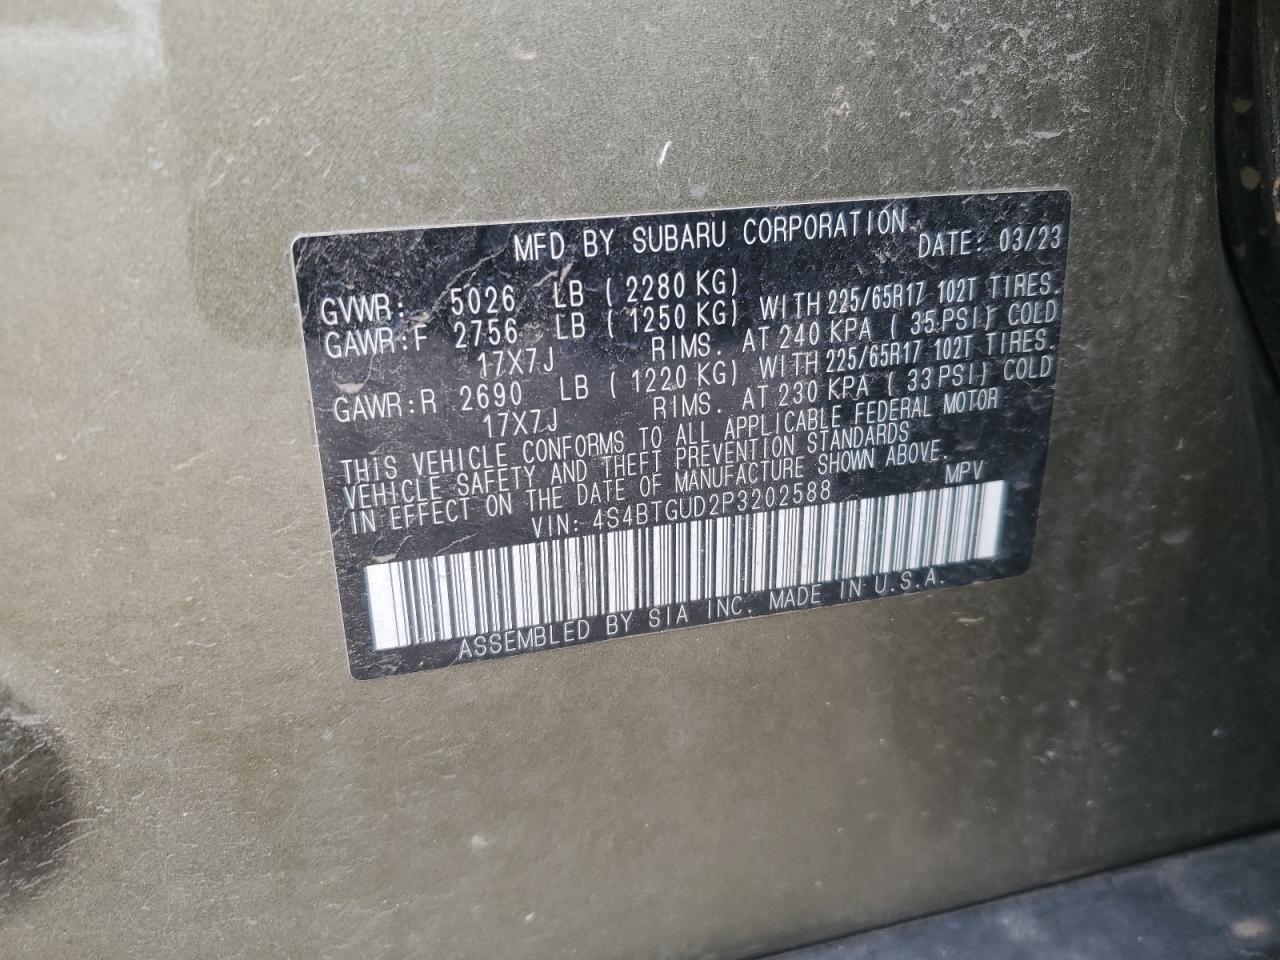 MFD BY SUBARU CORPORATION DATE: 03/23
GVWR: 5026 LB ( 2280 KG)
GAWR:F 2756 LB ( 1250 KG) WITH 225/65R17 102T TIRES.
17X7J RIMS. AT 240 KPA ( 35 PSI) COLD
GAWR:R 2690 LB ( 1220 KG) WITH 225/65R17 102T TIRES.
17X7J RIMS. AT 230 KPA ( 33 PSI) COLD
THIS VEHICLE CONFORMS TO ALL APPLICABLE FEDERAL MOTOR
VEHICLE SAFETY AND THEFT PREVENTION STANDARDS
IN EFFECT ON THE DATE OF MANUFACTURE SHOWN ABOVE.
VIN: 4S4BTGUD2P3202588 MPV
ASSEMBLED BY SIA INC. MADE IN U.S.A.